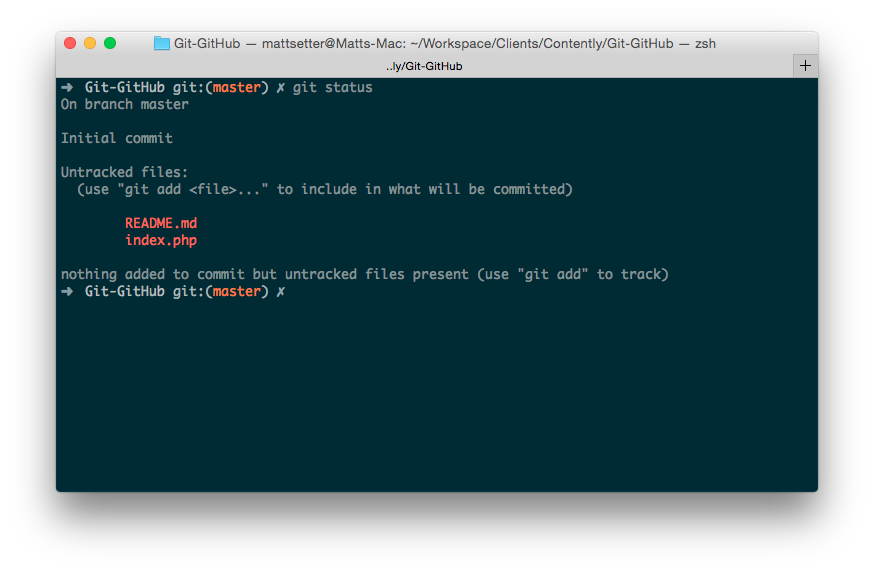 Git-GitHub — mattsetter@Matts-Mac: ~/Workspace/Clients/Contently/Git-GitHub — zsh
..ly/Git-GitHub
+
➜ Git-GitHub git:(master) ✗ git status
On branch master
Initial commit
Untracked files:
(use "git add <file>..." to include in what will be committed)
README.md
index.php
nothing added to commit but untracked files present (use "git add" to track)
➜ Git-GitHub git:(master) ✗